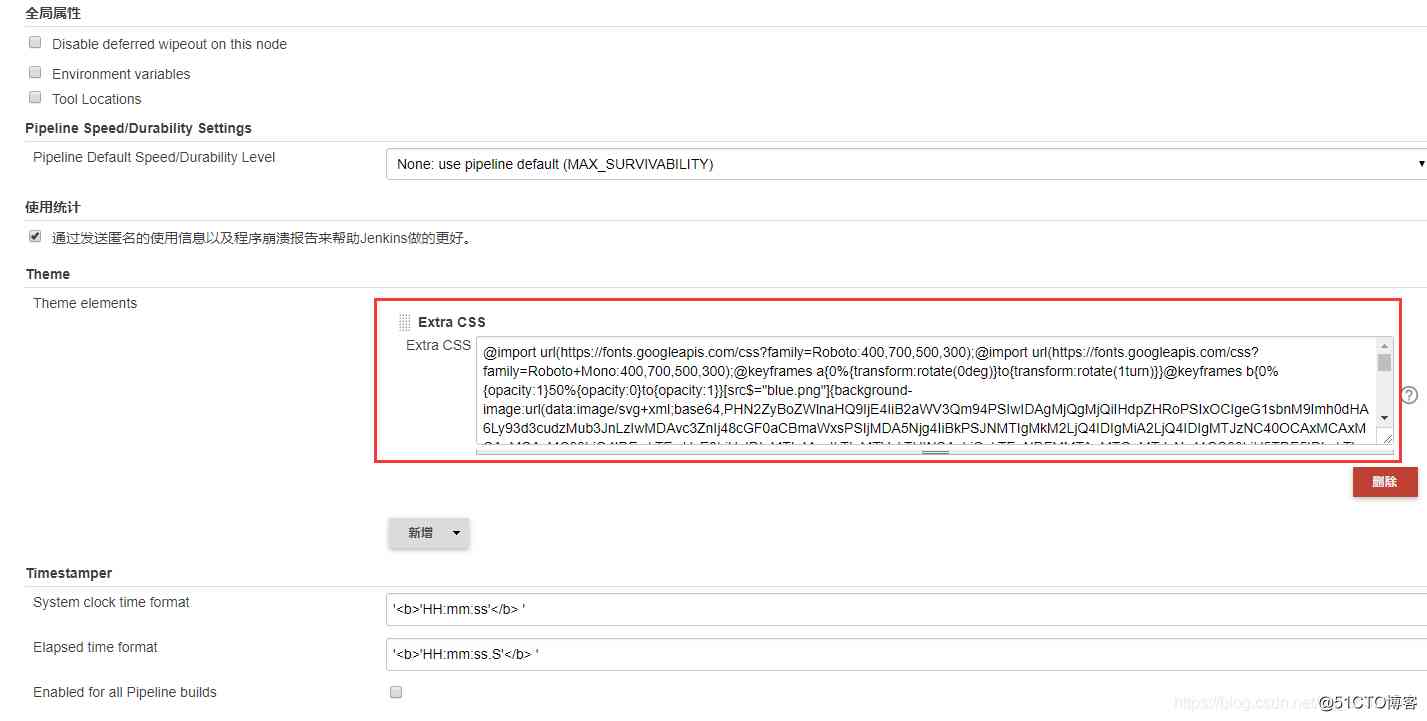 全局属性
Disable deferred wipeout on this node
Environment variables
Tool Locations
Pipeline Speed/Durability Settings
Pipeline Default Speed/Durability Level
None: use pipeline default (MAX_SURVIVABILITY)
使用统计
通过发送匿名的使用信息以及程序崩溃报告来帮助Jenkins做的更好。
Theme
Theme elements
Extra CSS
Extra CSS
@import url(https://fonts.googleapis.com/css?family=Roboto:400,700,500,300);@import url(https://fonts.googleapis.com/css?
family=Roboto+Mono:400,700,500,300);@keyframes a{0%{transform:rotate(0deg)}to{transform:rotate(1turn)}}@keyframes b{0%
{opacity:1}50%{opacity:0}to{opacity:1}}[src$="blue.png"]{background-
image:url(data:image/svg+xml;base64,PHN2ZyBoZWlnaHQ9IjE4IiB2aWV3Qm94PSIwIDAgMjQgMjQiIHdpZHRoPSIxOCIgeG1sbnM9Imh0dHA
6Ly93d3cudzMub3JnLzIwMDAvc3ZnIj48cGF0aCBmaWxsPSIjMDA5Njg4IiBkPSJNMTIgMkM2LjQ4IDIgMiA2LjQ4IDIgMTJzNC40OCAxMCAxM
删除
新增
Timestamper
System clock time format
'<b>'HH:mm:ss'</b> '
Elapsed time format
'<b>'HH:mm:ss.S'</b> '
Enabled for all Pipeline builds
https://blog.csdn.net
@51CTO博客